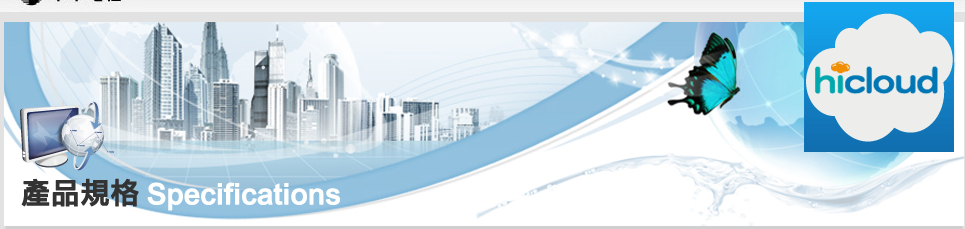 產品規格 Specifications
hicloud